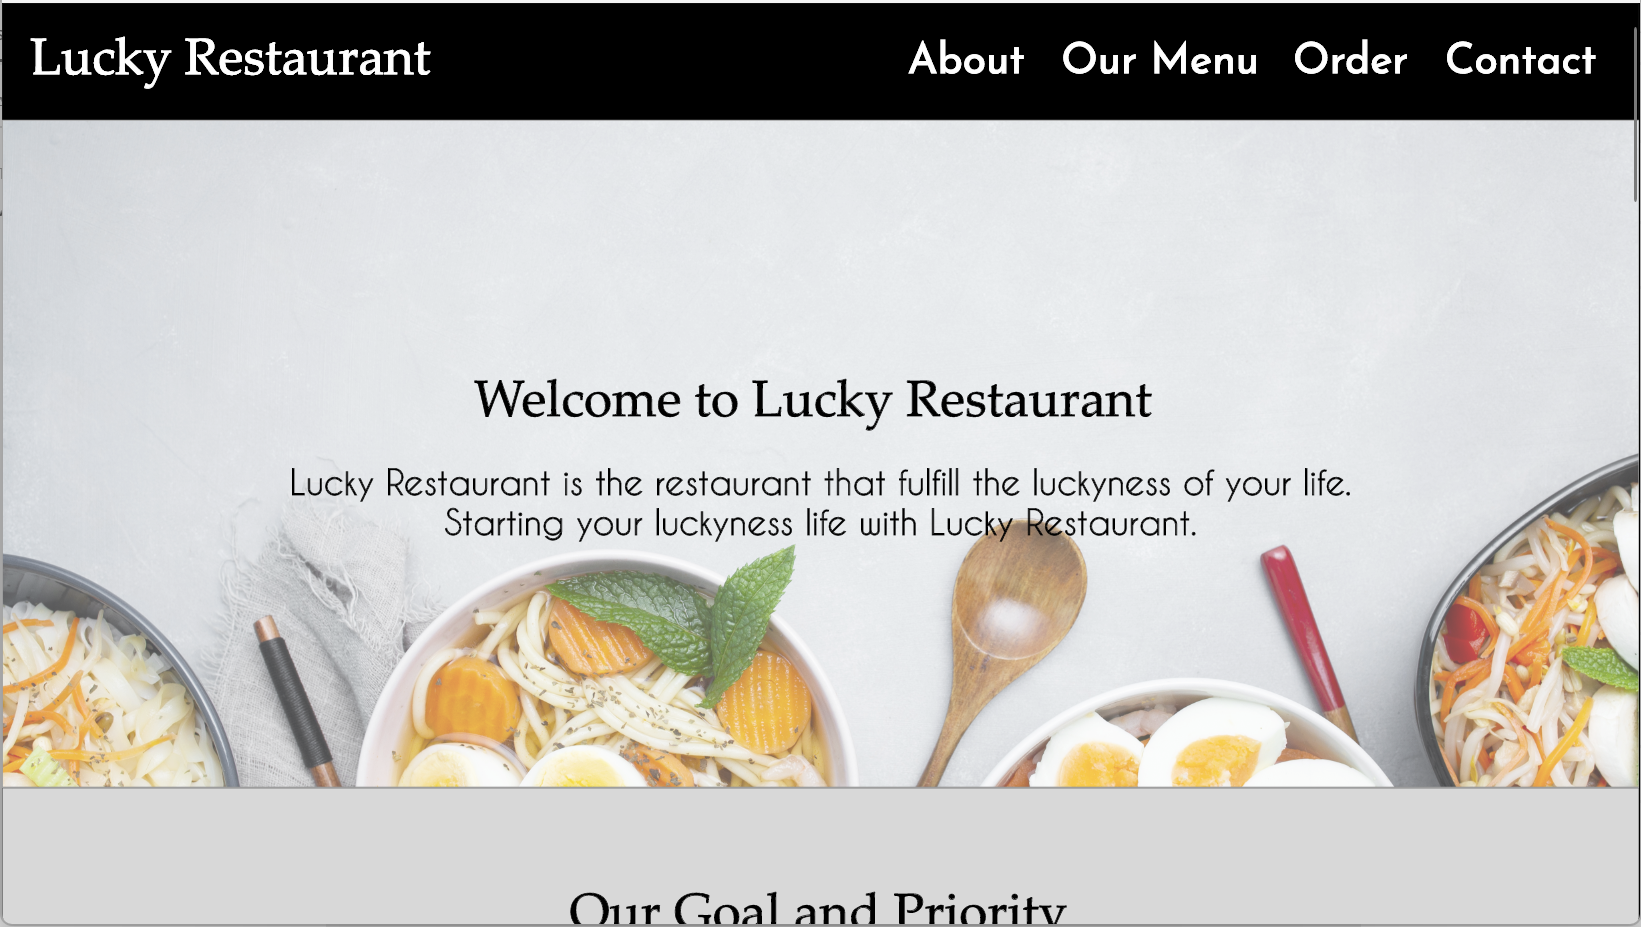 Lucky Restaurant
About Our Menu Order Contact
Welcome to Lucky Restaurant
Lucky Restaurant is the restaurant that fulfill the luckyness of your life.
Starting your luckyness life with Lucky Restaurant.
Our Goal and Priority